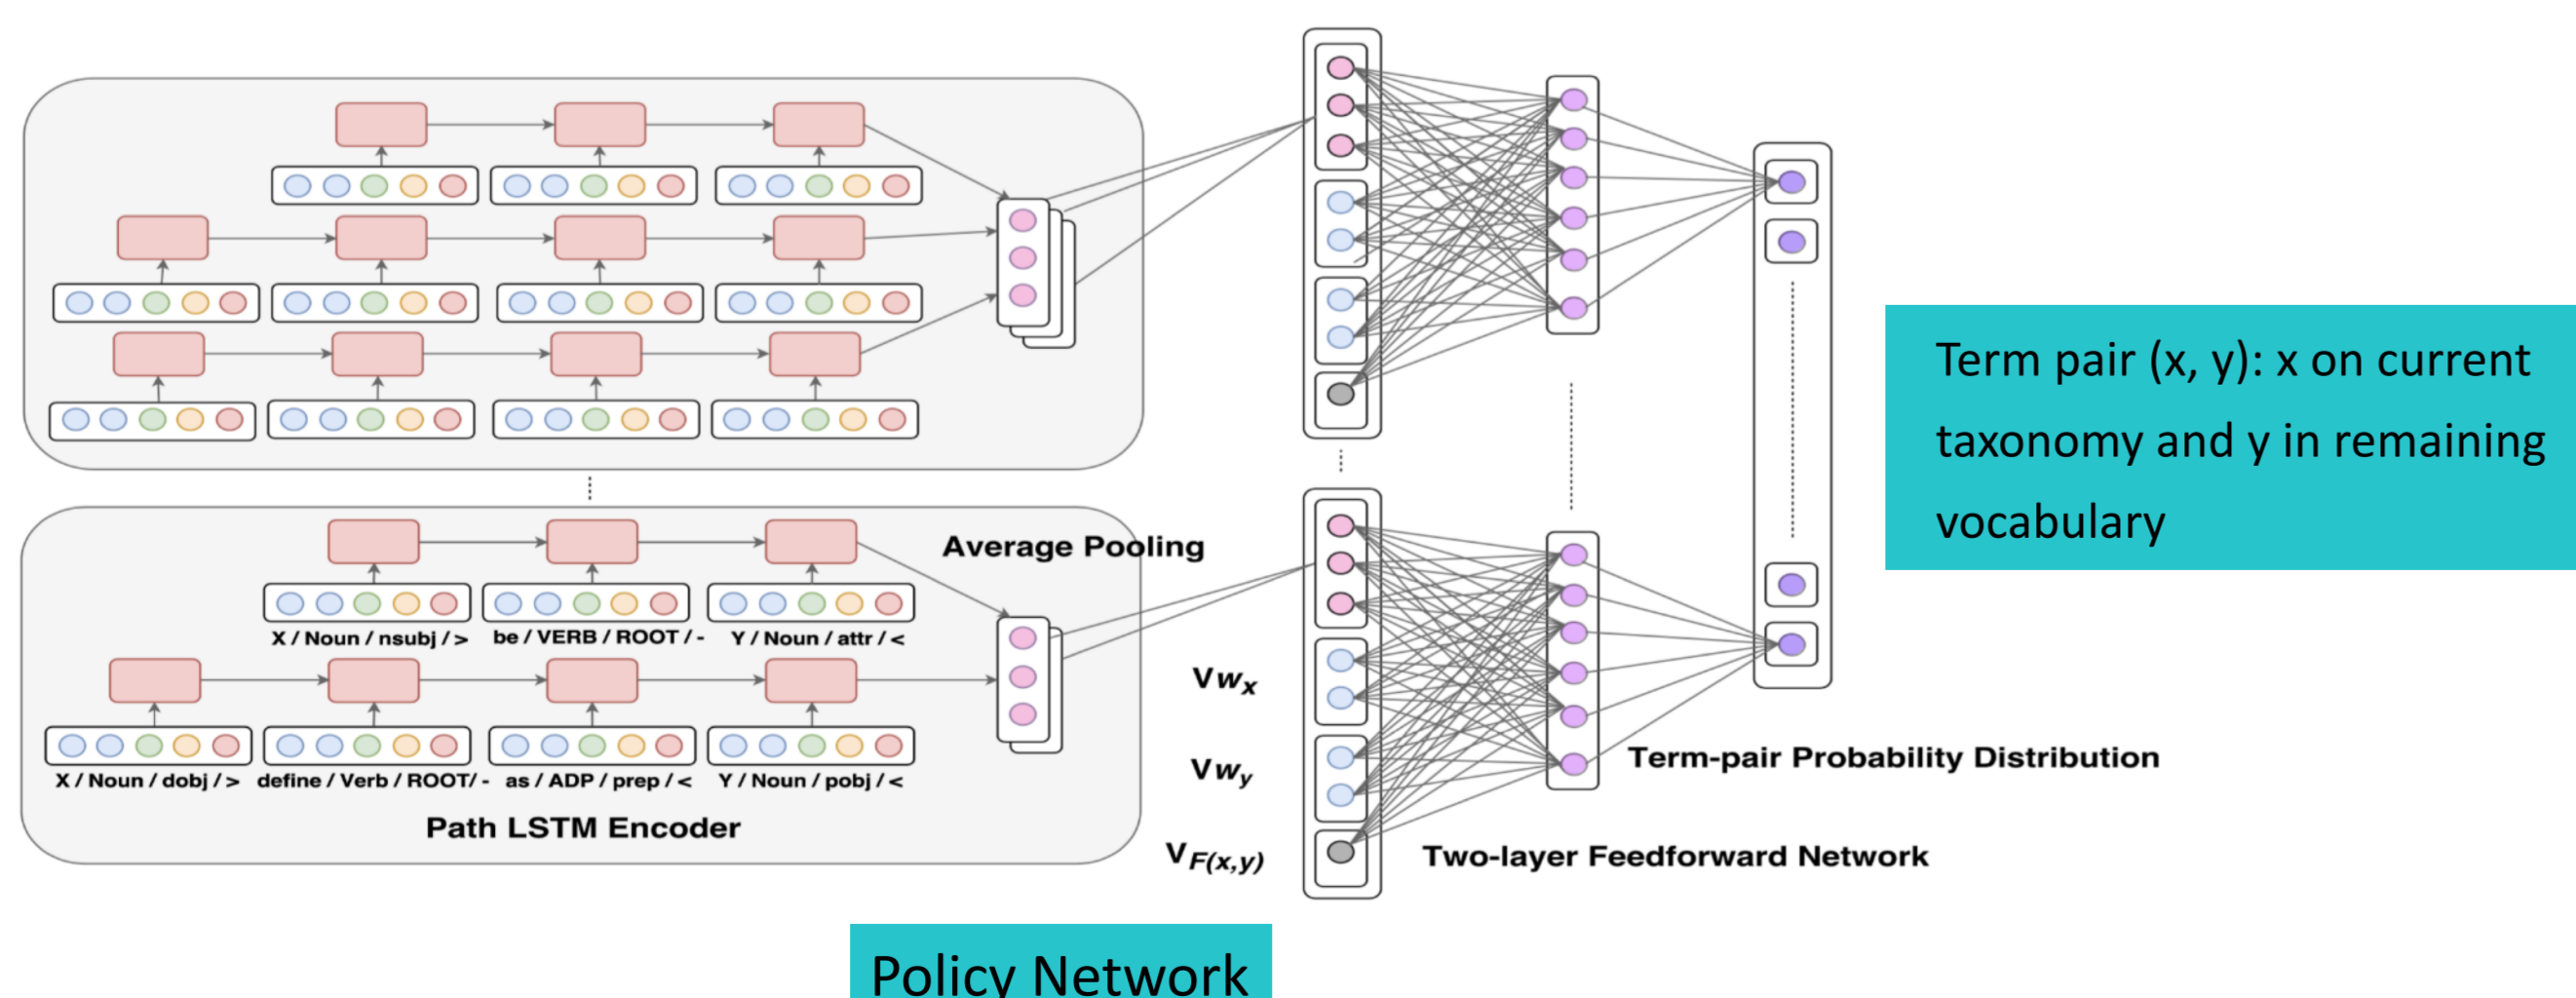 Average Pooling
X / Noun / nsubj / >
be / VERB / ROOT / -
Y / Noun / attr / <
X / Noun / dobj / >
define / Verb / ROOT/ -
as / ADP / prep / <
Y / Noun / pobj / <
Path LSTM Encoder
Vwx
Vwy
VF(x,y)
Two-layer Feedforward Network
Term-pair Probability Distribution
Term pair (x, y): x on current
taxonomy and y in remaining
vocabulary
Policy Network